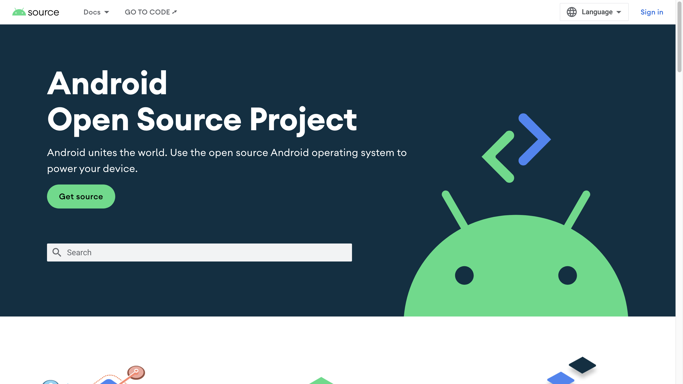 source
Docs
GO TO CODE ↗
Language
Sign in
Android
Open Source Project
Android unites the world. Use the open source Android operating system to
power your device.
Get source
Search